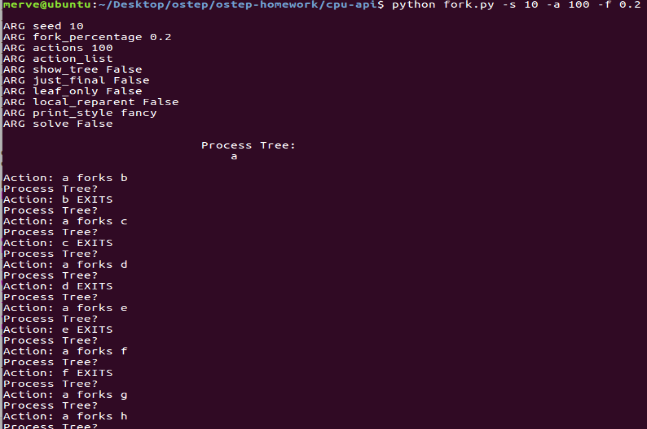 merve@ubuntu:~/Desktop/ostep/ostep-homework/cpu-api$ python fork.py -s 10 -a 100 -f 0.2
ARG seed 10
ARG fork_percentage 0.2
ARG actions 100
ARG action_list
ARG show_tree False
ARG just_final False
ARG leaf_only False
ARG local_reparent False
ARG print_style fancy
ARG solve False
Process Tree:
a
Action: a forks b
Process Tree?
Action: b EXITS
Process Tree?
Action: a forks c
Process Tree?
Action: c EXITS
Process Tree?
Action: a forks d
Process Tree?
Action: d EXITS
Process Tree?
Action: a forks e
Process Tree?
Action: e EXITS
Process Tree?
Action: a forks f
Process Tree?
Action: f EXITS
Process Tree?
Action: a forks g
Process Tree?
Action: a forks h
Process Tree?